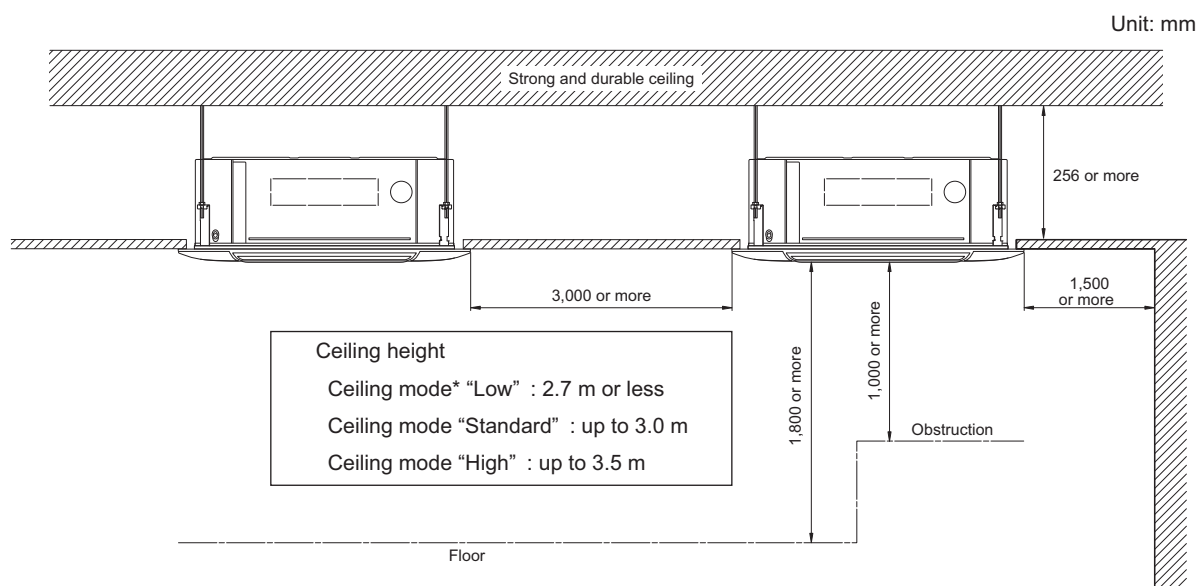 Unit: mm
Strong and durable ceiling
256 or more
3,000 or more
1,500
or more
1,800 or more
1,000 or more
Ceiling height
Ceiling mode* “Low” : 2.7 m or less
Ceiling mode “Standard” : up to 3.0 m
Ceiling mode “High” : up to 3.5 m
Obstruction
Floor